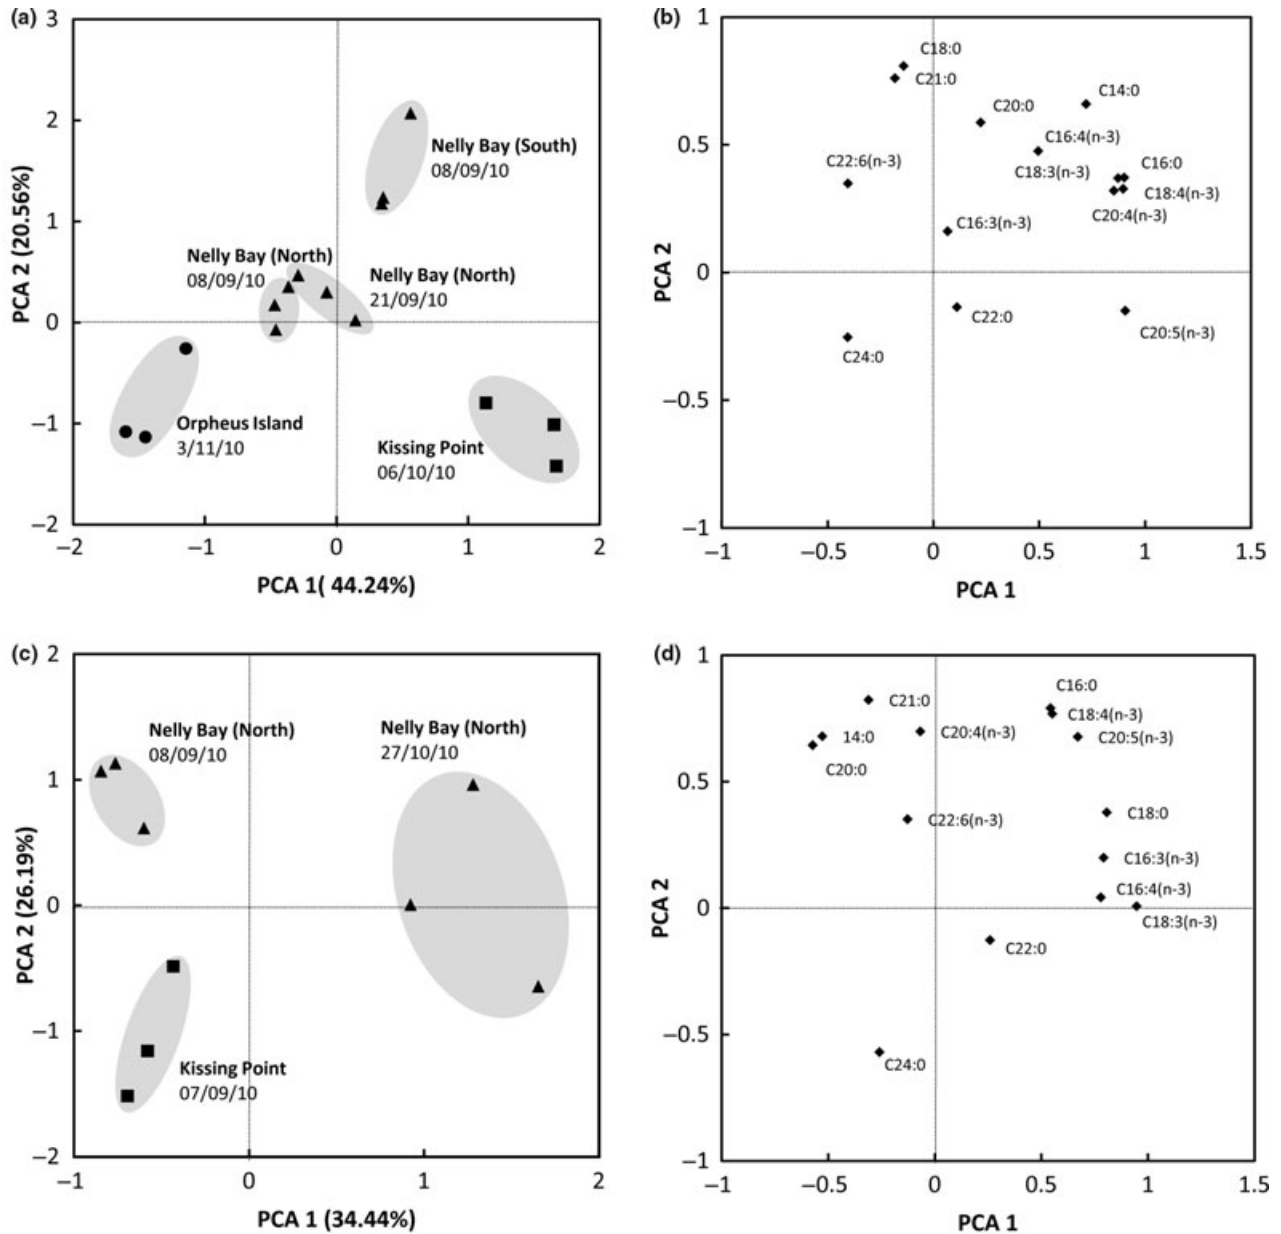 (a)
3
2
1
0
−1
−2
−2
−1
0
1
2
PCA 2 (20.56%)
PCA 1( 44.24%)
Nelly Bay (South)
08/09/10
Nelly Bay (North)
08/09/10
Nelly Bay (North)
21/09/10
Orpheus Island
3/11/10
Kissing Point
06/10/10
(b)
1
0.5
0
−0.5
−1
−1
−0.5
0
0.5
1
1.5
PCA 2
PCA 1
C18:0
C21:0
C14:0
C20:0
C16:4(n-3)
C22:6(n-3)
C18:3(n-3)
C16:0
C18:4(n-3)
C20:4(n-3)
C16:3(n-3)
C22:0
C20:5(n-3)
C24:0
(c)
2
1
0
−1
−2
−1
0
1
2
PCA 2 (26.19%)
PCA 1 (34.44%)
Nelly Bay (North)
08/09/10
Nelly Bay (North)
27/10/10
Kissing Point
07/09/10
(d)
1
0.5
0
−0.5
−1
−1
−0.5
0
0.5
1
1.5
PCA 2
PCA 1
C16:0
C21:0
C18:4(n-3)
14:0
C20:4(n-3)
C20:5(n-3)
C20:0
C22:6(n-3)
C18:0
C16:3(n-3)
C16:4(n-3)
C18:3(n-3)
C22:0
C24:0